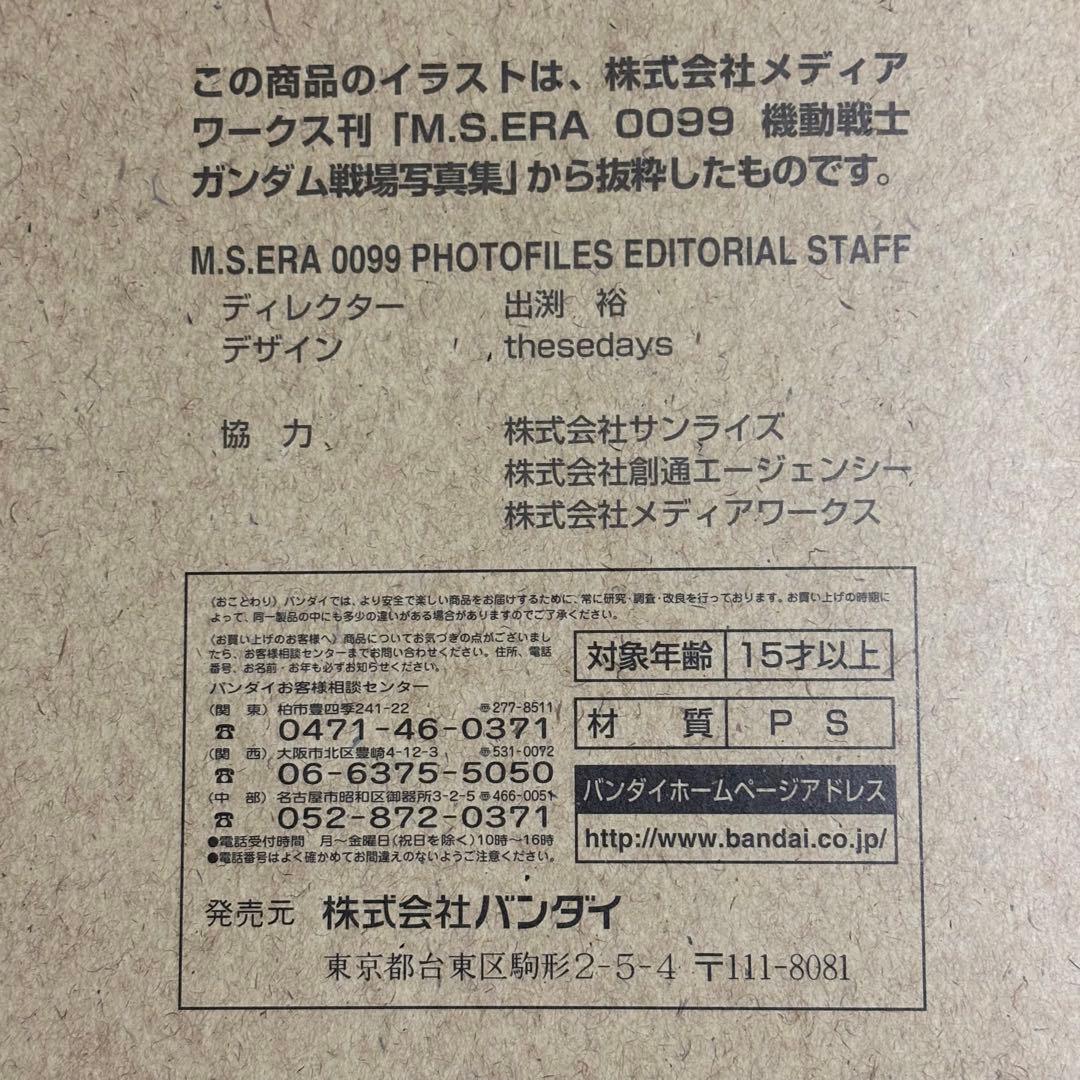 この商品のイラストは、株式会社メディア
ワークス刊「M.S.ERA 0099 機動戦士
ガンダム戦場写真集」から抜粋したものです。
M.S.ERA 0099 PHOTOFILES EDITORIAL STAFF
ディレクター 出渕 裕
デザイン thesedays
協 力 株式会社サンライズ
株式会社創通エージェンシー
株式会社メディアワークス
《おことわり》バンダイでは、より安全で楽しい商品をお届けするために、常に研究・調査・改良を行っております。お買い上げの時期に
よって、同一製品の中にも多少の違いがある場合がありますのでご了承ください。
《お買い上げのお客様へ》商品についてお気づきの点がございまし
たら、お客様相談センターまでお問い合わせください。住所、電話
番号、お名前・お年も必ずお知らせください。
バンダイお客様相談センター
(関 東) 柏市豊四季241-22 〠277-8511
☎ 0471-46-0371
(関 西) 大阪市北区豊崎4-12-3 〠531-0072
☎ 06-6375-5050
(中 部) 名古屋市昭和区御器所3-2-5 〠466-0051
☎ 052-872-0371
●電話受付時間 月〜金曜日(祝日を除く)10時〜16時
●電話番号はよく確かめてお間違えのないようご注意ください。
対象年齢 15才以上
材 質 P S
バンダイホームページアドレス
http://www.bandai.co.jp/
発売元 株式会社バンダイ
東京都台東区駒形2-5-4 〒111-8081